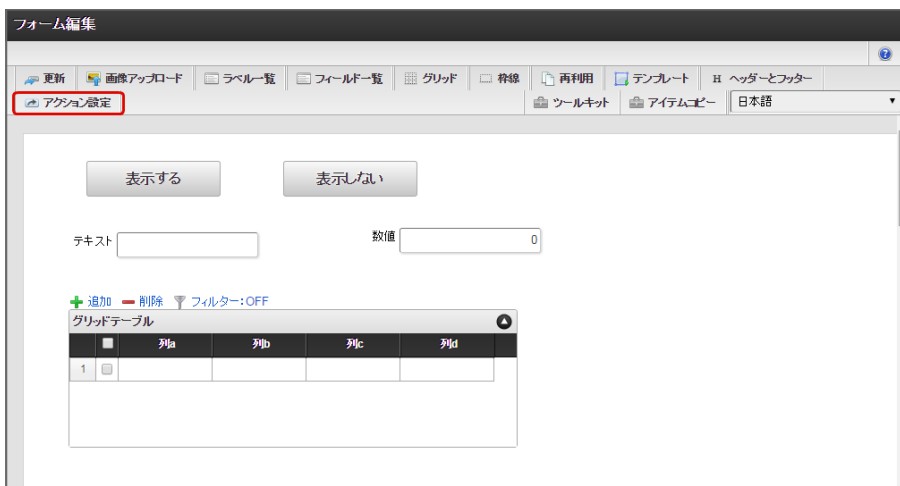 フォーム編集
更新 画像アップロード ラベル一覧 フィールド一覧 グリッド 枠線 再利用 テンプレート H ヘッダーとフッター
アクション設定 ツールキット アイテムコピー 日本語
表示する 表示しない
テキスト 数値 0
追加 削除 フィルター:OFF
グリッドテーブル
列a 列b 列c 列d
1